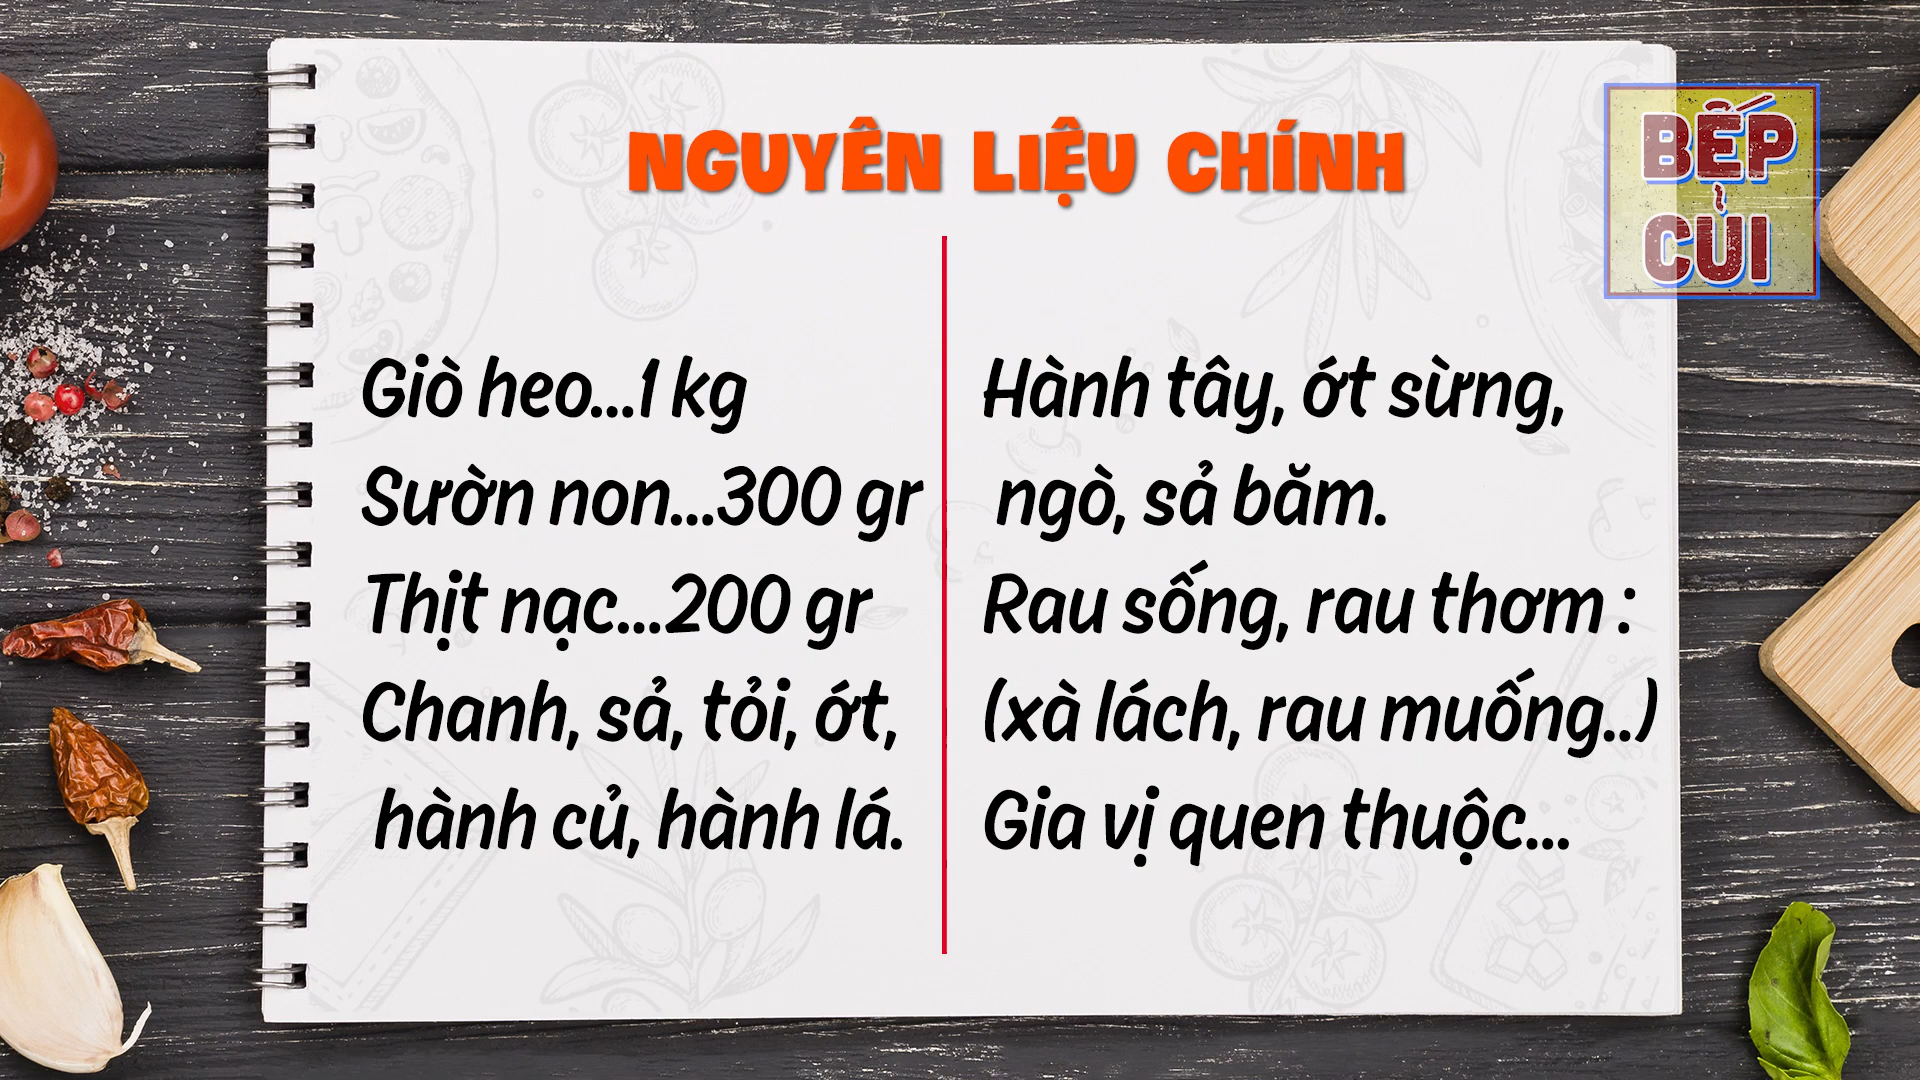 NGUYÊN LIỆU CHÍNH
BẾP
CỦI
Giò heo...1 kg
Sườn non...300 gr
Thịt nạc...200 gr
Chanh, sả, tỏi, ớt,
hành củ, hành lá.
Hành tây, ớt sừng,
ngò, sả băm.
Rau sống, rau thơm :
(xà lách, rau muống..)
Gia vị quen thuộc...